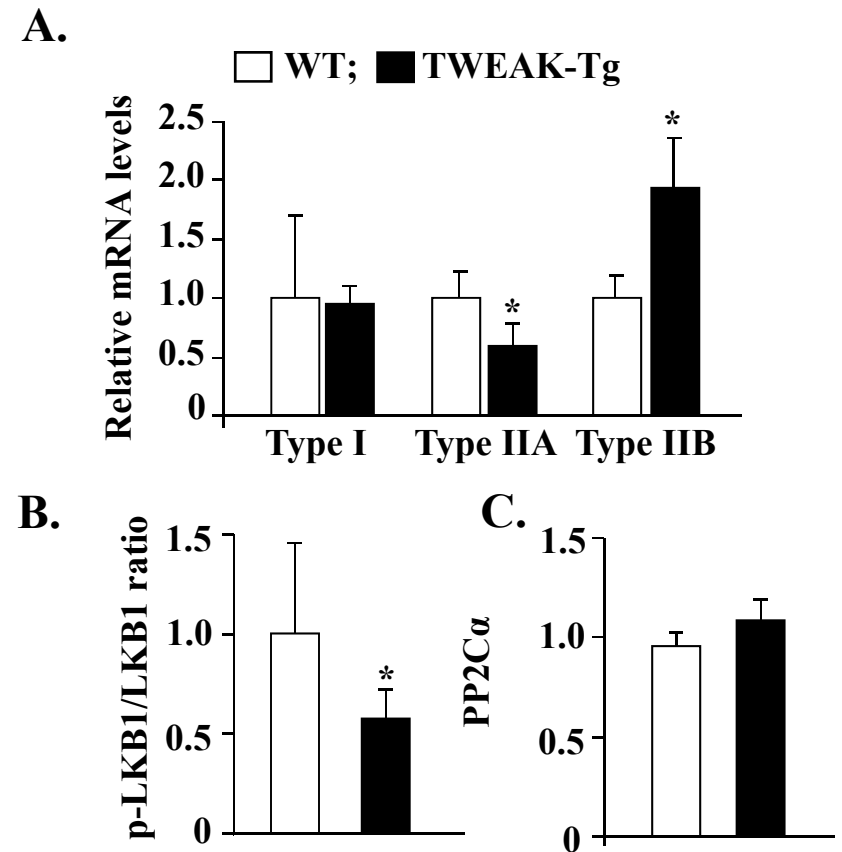 A.
WT; TWEAK-Tg
Relative mRNA levels
2.5
2.0
1.5
1.0
0.5
0
*
*
Type I Type IIA Type IIB
B.
p-LKB1/LKB1 ratio
1.5
1.0
0.5
0
*
C.
PP2Cα
1.5
1.0
0.5
0